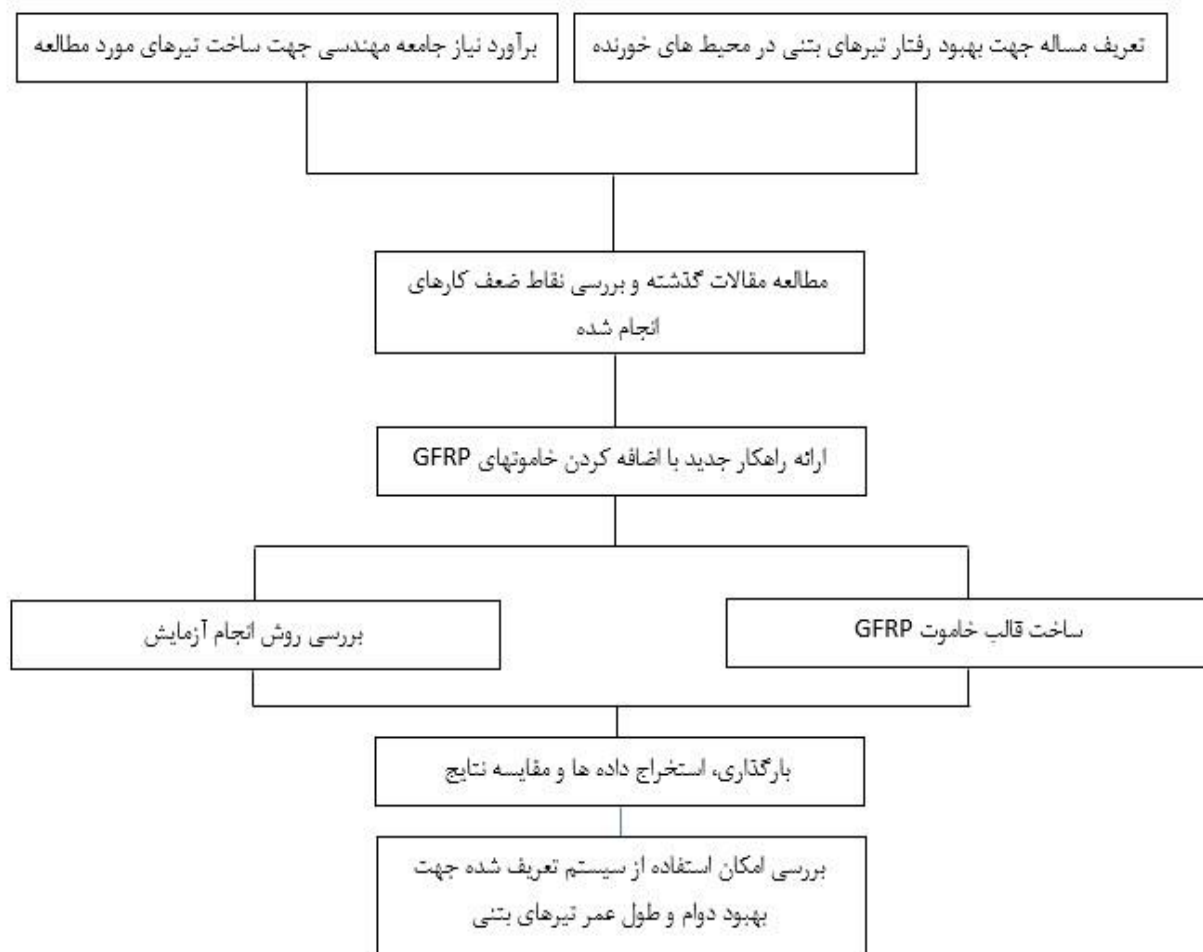 تعریف مساله جهت بهبود رفتار تیرهای بتنی در محیط های خورنده
برآورد نیاز جامعه مهندسی جهت ساخت تیرهای مورد مطالعه
مطالعه مقالات گذشته و بررسی نقاط ضعف کارهای
انجام شده
ارائه راهکار جدید با اضافه کردن خاموتهای GFRP
ساخت قالب خاموت GFRP
بررسی روش انجام آزمایش
بارگذاری، استخراج داده ها و مقایسه نتایج
بررسی امکان استفاده از سیستم تعریف شده جهت
بهبود دوام و طول عمر تیرهای بتنی